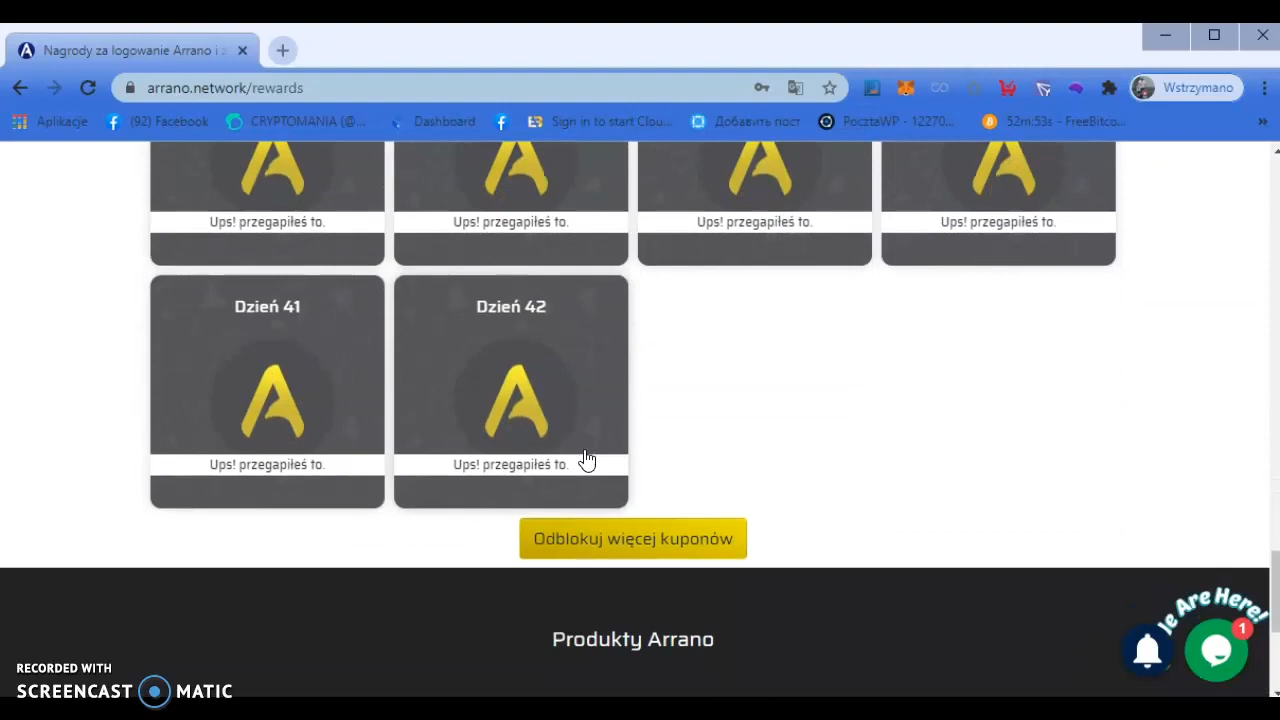 Nagrody za logowanie Arrano i z
arrano.network/rewards
Wstrzymano
Aplikacje
(92) Facebook
CRYPTOMANIA (@...
Dashboard
Sign in to start Clou...
Добавить пост
PocztaWP - 12270...
52m:53s - FreeBitco...
Ups! przegapiłeś to.
Ups! przegapiłeś to.
Ups! przegapiłeś to.
Ups! przegapiłeś to.
Dzień 41
Dzień 42
Ups! przegapiłeś to.
Ups! przegapiłeś to.
Odblokuj więcej kuponów
Produkty Arrano
Are Here!
1
RECORDED WITH
SCREENCAST MATIC